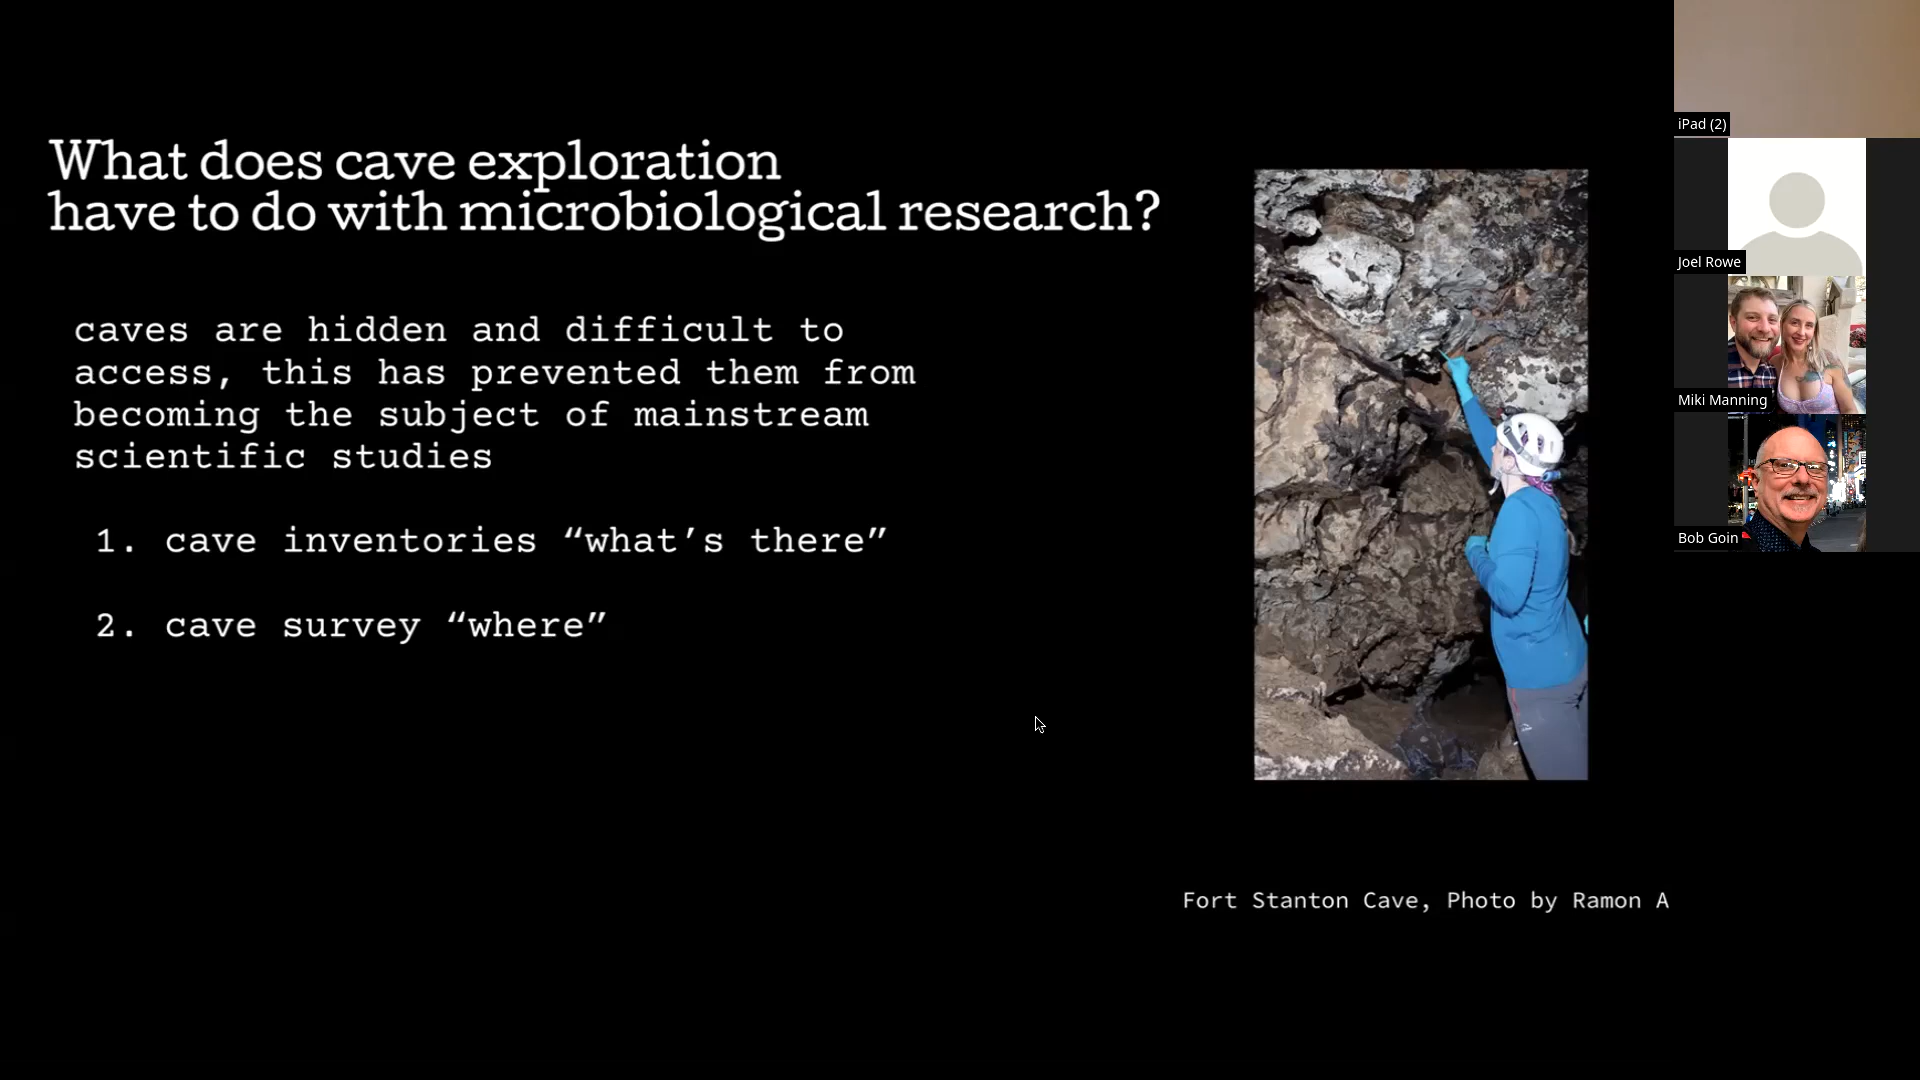 What does cave exploration
have to do with microbiological research?
caves are hidden and difficult to
access, this has prevented them from
becoming the subject of mainstream
scientific studies
1. cave inventories “what’s there”
2. cave survey “where”
Fort Stanton Cave, Photo by Ramon A
iPad (2)
Joel Rowe
Miki Manning
Bob Goin